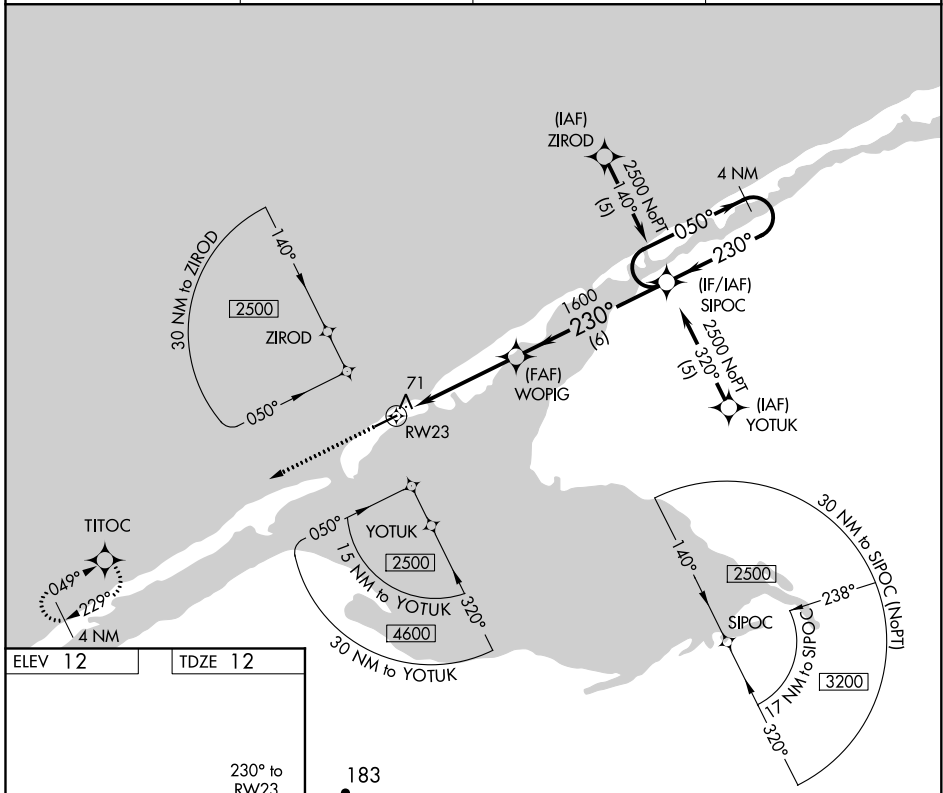 (IAF)
ZIROD
2500 NoPT
140°
(5)
4 NM
050°
230°
(IF/IAF)
SIPOC
1600
230°
(6)
2500 NoPT
320°
(5)
(IAF)
YOTUK
(FAF)
WOPIG
71
RW23
30 NM to ZIROD
140°
2500
ZIROD
050°
TITOC
049°
229°
4 NM
050°
YOTUK
2500
15 NM to YOTUK
320°
4600
30 NM to YOTUK
30 NM to SIPOC (NoPT)
140°
2500
238°
SIPOC
17 NM to SIPOC
3200
320°
ELEV 12
TDZE 12
230° to
RW23
183